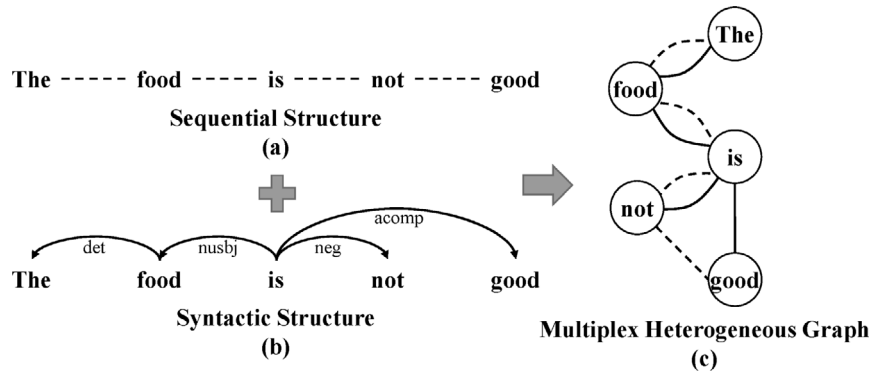 The food is not good
Sequential Structure
(a)
det nusbj neg acomp
The food is not good
Syntactic Structure
(b)
The
food
is
not
good
Multiplex Heterogeneous Graph
(c)